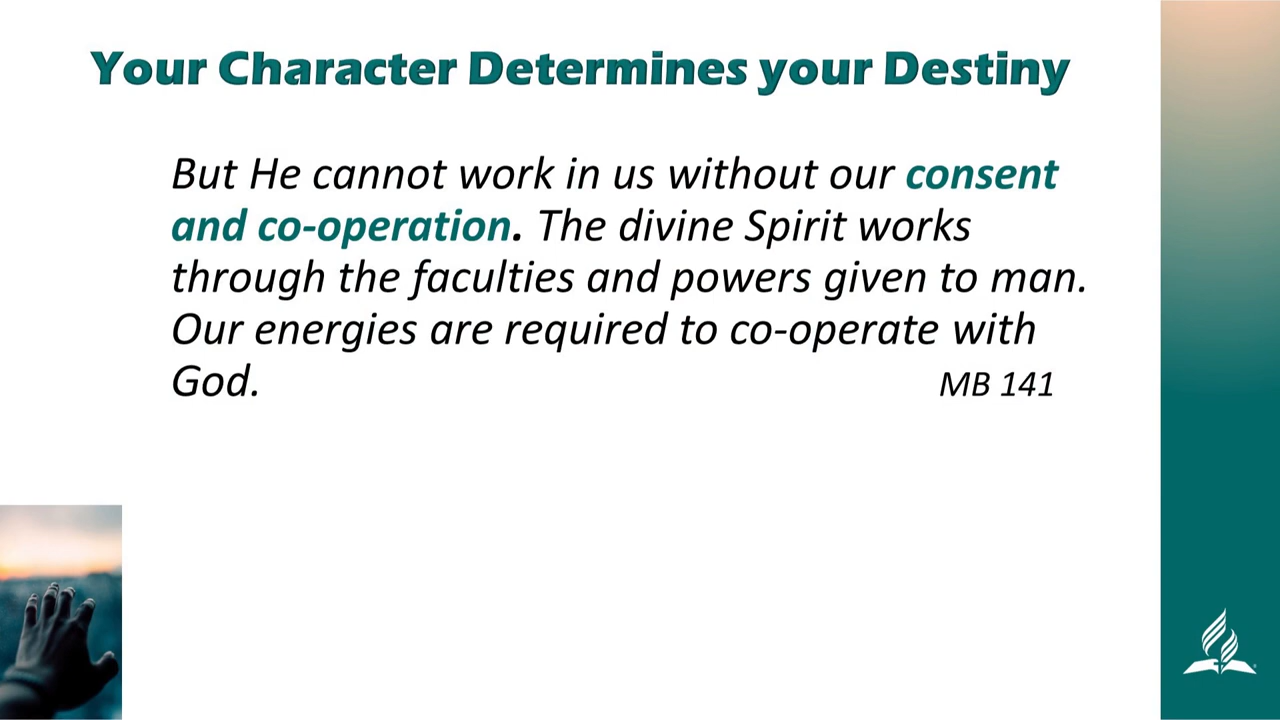 Your Character Determines your Destiny
But He cannot work in us without our consent
and co-operation. The divine Spirit works
through the faculties and powers given to man.
Our energies are required to co-operate with
God. MB 141